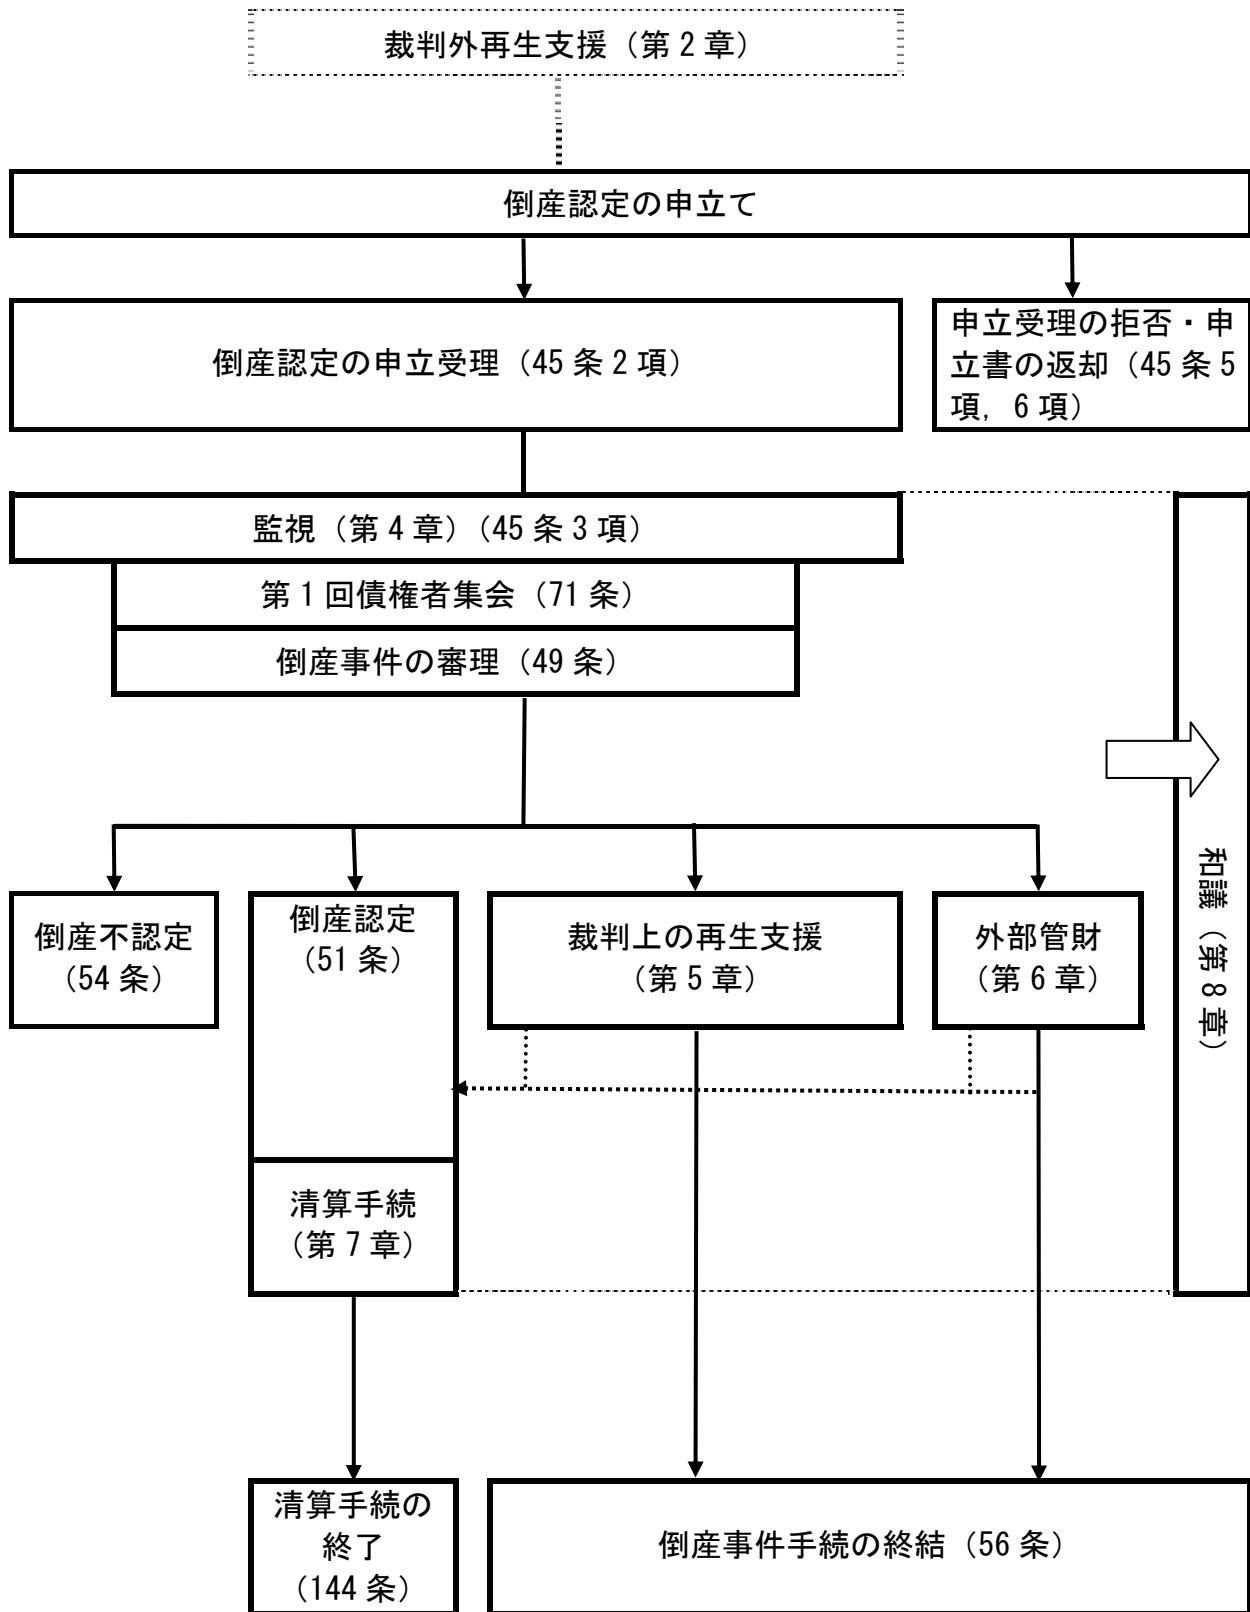 裁判外再生支援（第２章）
倒産認定の申立て
倒産認定の申立受理（45 条 2 項）
申立受理の拒否・申
立書の返却（45 条 5
項，6 項）
監視（第 4 章）（45 条 3 項）
第 1 回債権者集会（71 条）
倒産事件の審理（49 条）
倒産不認定
（54 条）
倒産認定
（51 条）
裁判上の再生支援
（第 5 章）
外部管財
（第 6 章）
和議（第 8 章）
清算手続
（第 7 章）
清算手続の
終了
（144 条）
倒産事件手続の終結（56 条）